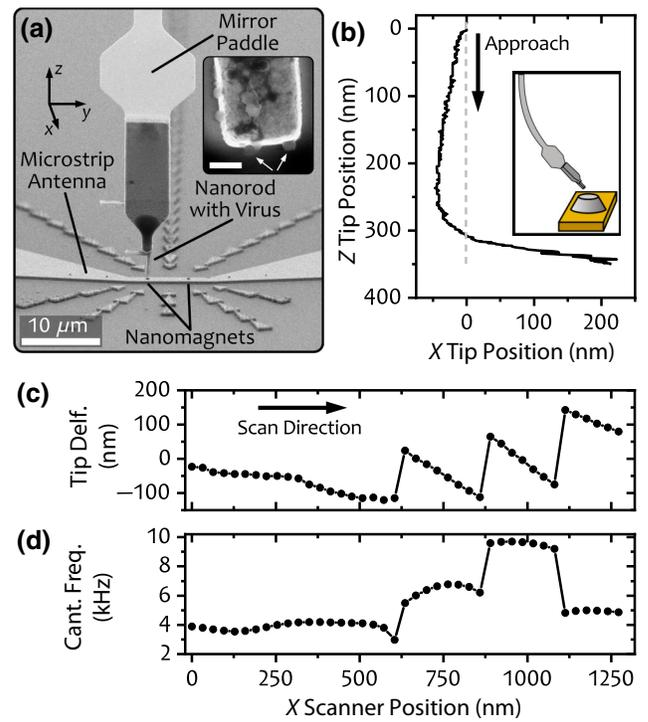 (a)
Mirror
Paddle
z
y
x
Microstrip
Antenna
Nanorod
with Virus
10 µm
Nanomagnets
(b)
Approach
0
100
200
300
400
Z Tip Position (nm)
0
100
200
X Tip Position (nm)
(c)
200
100
0
−100
Tip Delf.
(nm)
Scan Direction
(d)
10
8
6
4
2
Cant. Freq.
(kHz)
0
250
500
750
1000
1250
X Scanner Position (nm)